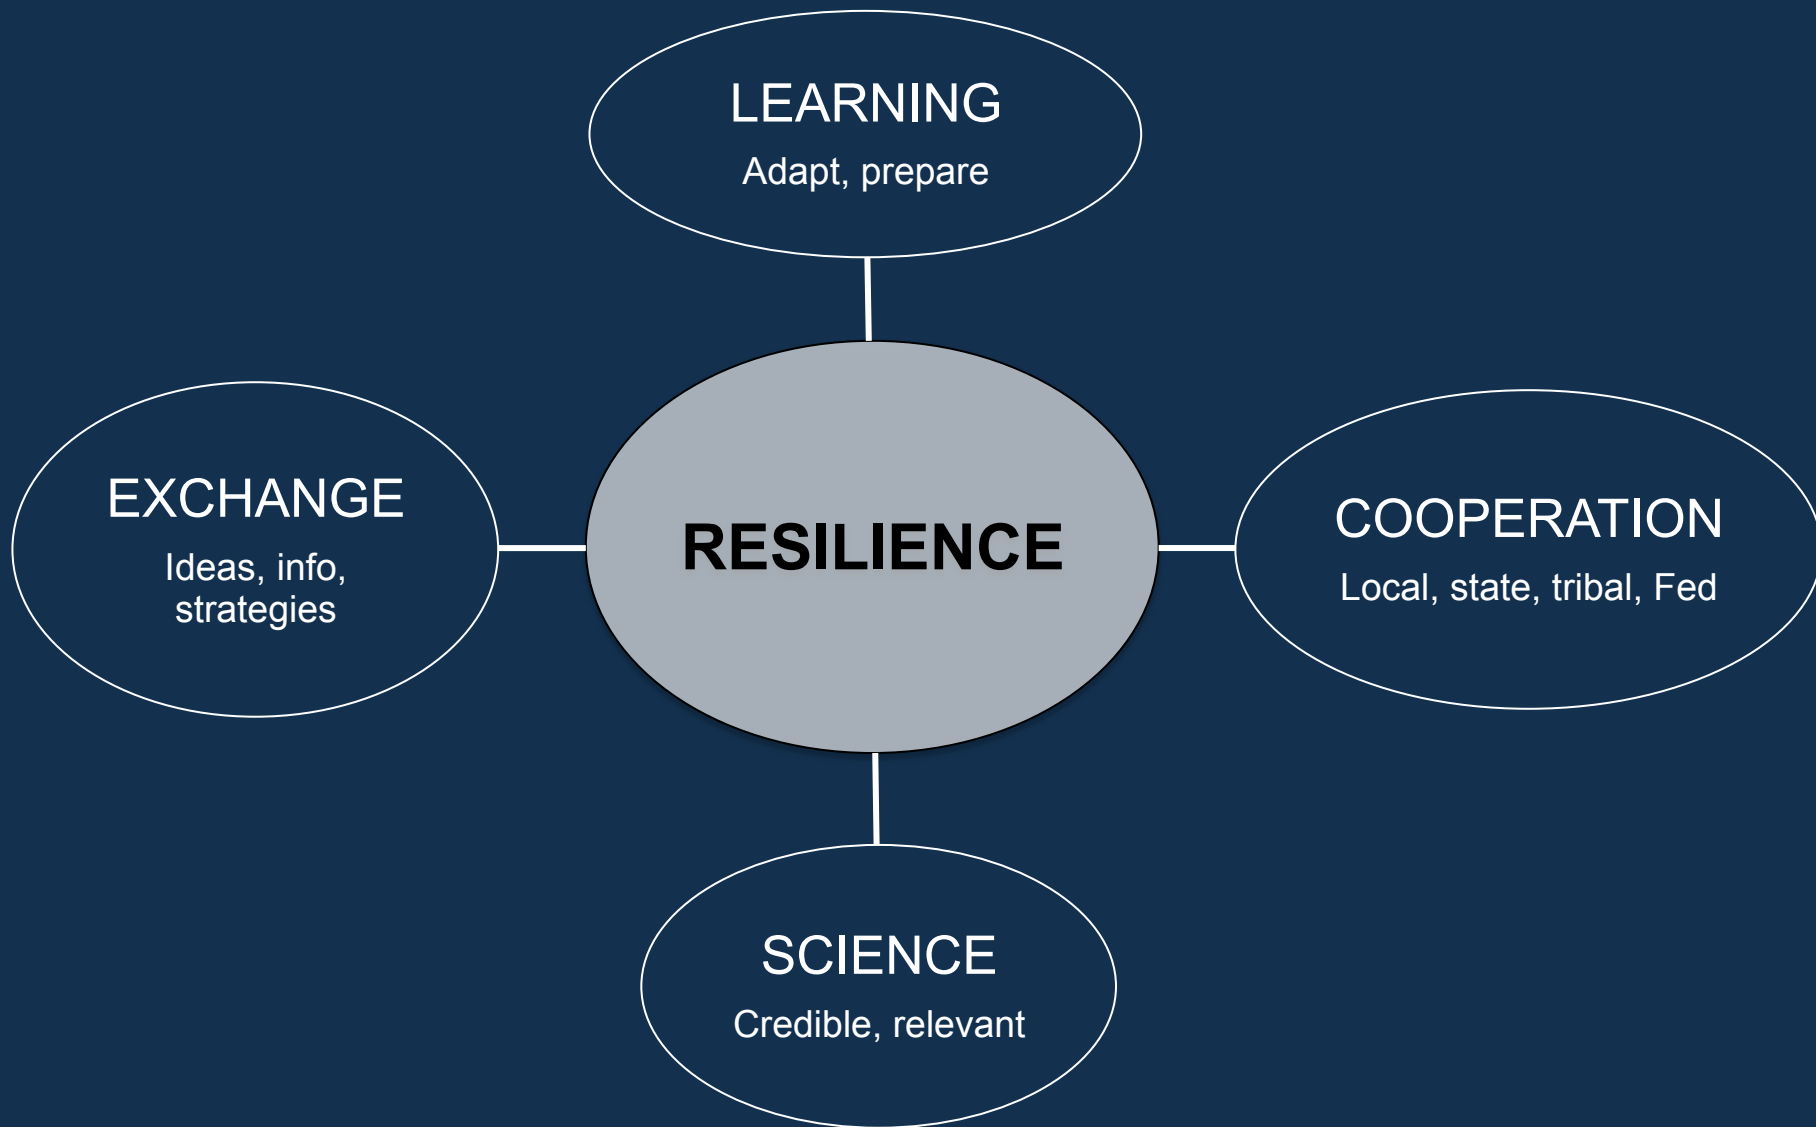 LEARNING
Adapt, prepare
EXCHANGE
Ideas, info,
strategies
RESILIENCE
COOPERATION
Local, state, tribal, Fed
SCIENCE
Credible, relevant